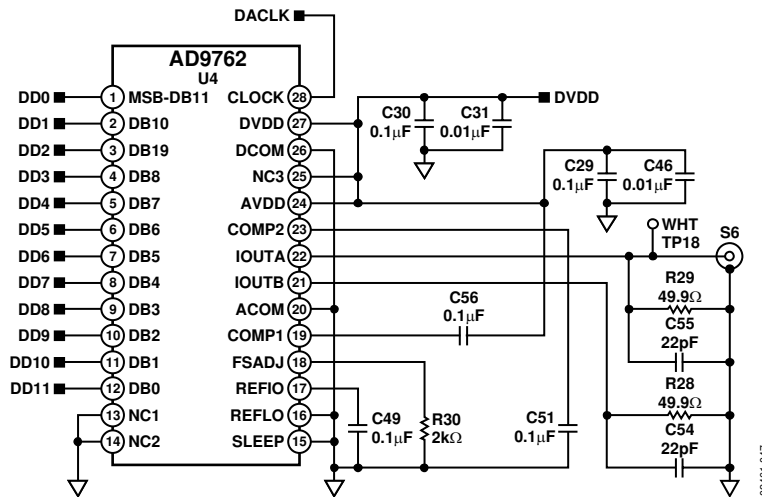 DACLK
AD9762
U4
DD0 1 MSB-DB11 CLOCK 28
DD1 2 DB10 DVDD 27
DD2 3 DB19 DCOM 26
DD3 4 DB8 NC3 25
DD4 5 DB7 AVDD 24
DD5 6 DB6 COMP2 23
DD6 7 DB5 IOUTA 22
DD7 8 DB4 IOUTB 21
DD8 9 DB3 ACOM 20
DD9 10 DB2 COMP1 19
DD10 11 DB1 FSADJ 18
DD11 12 DB0 REFIO 17
13 NC1 REFLO 16
14 NC2 SLEEP 15
DVDD
C30
0.1µF
C31
0.01µF
C29
0.1µF
C46
0.01µF
WHT
TP18
S6
C56
0.1µF
R29
49.9Ω
C55
22pF
R28
49.9Ω
C54
22pF
C49
0.1µF
R30
2kΩ
C51
0.1µF